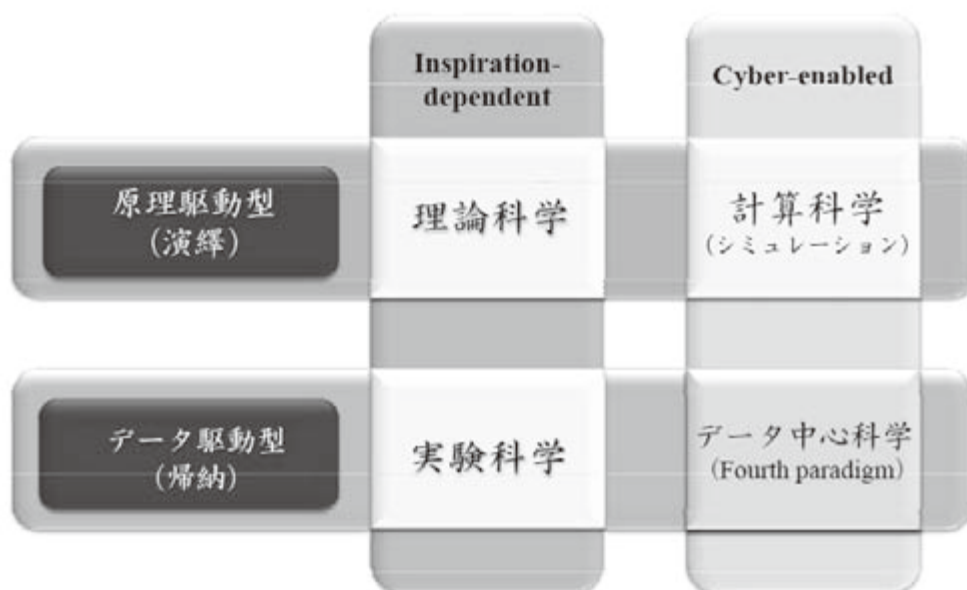 Inspiration-
dependent
Cyber-enabled
原理駆動型
(演繹)
理論科学
計算科学
(シミュレーション)
データ駆動型
(帰納)
実験科学
データ中心科学
(Fourth paradigm)